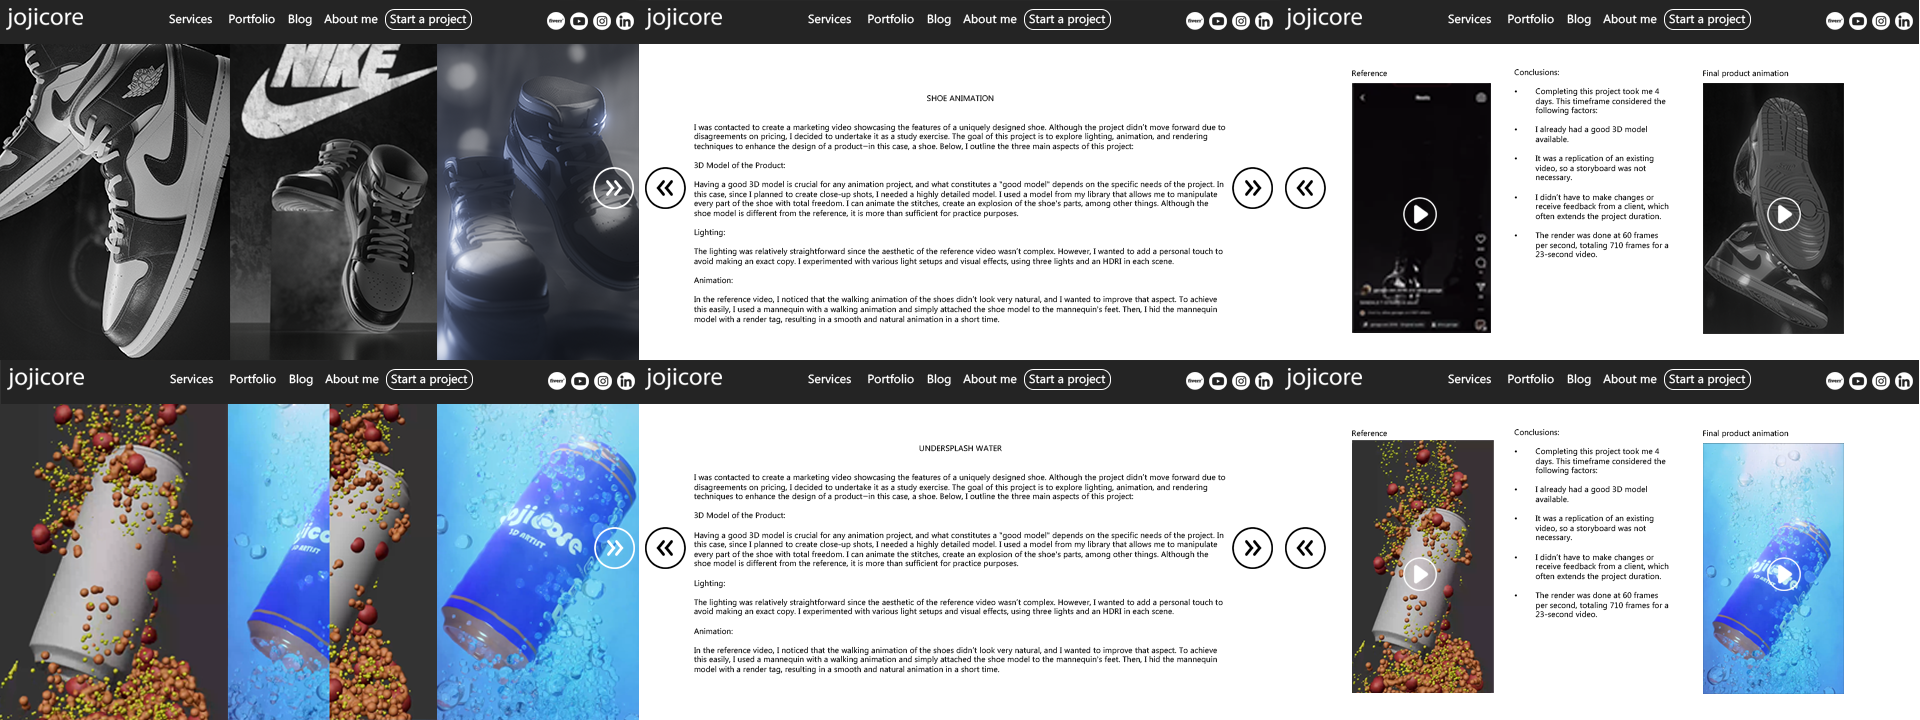 jojicore
Services Portfolio Blog About me Start a project
fiverr
in
NIKE
jojicore
Services Portfolio Blog About me Start a project
fiverr
in
SHOE ANIMATION
I was contacted to create a marketing video showcasing the features of a uniquely designed shoe. Although the project didn't move forward due to
disagreements on pricing, I decided to undertake it as a study exercise. The goal of this project is to explore lighting, animation, and rendering
techniques to enhance the design of a product—in this case, a shoe. Below, I outline the three main aspects of this project:
3D Model of the Product:
Having a good 3D model is crucial for any animation project, and what constitutes a "good model" depends on the specific needs of the project. In
this case, since I planned to create close-up shots, I needed a highly detailed model. I used a model from my library that allows me to manipulate
every part of the shoe with total freedom. I can animate the stitches, create an explosion of the shoe's parts, among other things. Although the
shoe model is different from the reference, it is more than sufficient for practice purposes.
Lighting:
The lighting was relatively straightforward since the aesthetic of the reference video wasn't complex. However, I wanted to add a personal touch to
avoid making an exact copy. I experimented with various light setups and visual effects, using three lights and an HDRI in each scene.
Animation:
In the reference video, I noticed that the walking animation of the shoes didn't look very natural, and I wanted to improve that aspect. To achieve
this easily, I used a mannequin with a walking animation and simply attached the shoe model to the mannequin's feet. Then, I hid the mannequin
model with a render tag, resulting in a smooth and natural animation in a short time.
jojicore
Services Portfolio Blog About me Start a project
fiverr
in
Reference
Conclusions:
• Completing this project took me 4
days. This timeframe considered the
following factors:
• I already had a good 3D model
available.
• It was a replication of an existing
video, so a storyboard was not
necessary.
• I didn't have to make changes or
receive feedback from a client, which
often extends the project duration.
• The render was done at 60 frames
per second, totaling 710 frames for a
23-second video.
Final product animation
jojicore
Services Portfolio Blog About me Start a project
fiverr
in
jojicore
3D ARTIST
jojicore
Services Portfolio Blog About me Start a project
fiverr
in
UNDERSPLASH WATER
I was contacted to create a marketing video showcasing the features of a uniquely designed shoe. Although the project didn't move forward due to
disagreements on pricing, I decided to undertake it as a study exercise. The goal of this project is to explore lighting, animation, and rendering
techniques to enhance the design of a product—in this case, a shoe. Below, I outline the three main aspects of this project:
3D Model of the Product:
Having a good 3D model is crucial for any animation project, and what constitutes a "good model" depends on the specific needs of the project. In
this case, since I planned to create close-up shots, I needed a highly detailed model. I used a model from my library that allows me to manipulate
every part of the shoe with total freedom. I can animate the stitches, create an explosion of the shoe's parts, among other things. Although the
shoe model is different from the reference, it is more than sufficient for practice purposes.
Lighting:
The lighting was relatively straightforward since the aesthetic of the reference video wasn't complex. However, I wanted to add a personal touch to
avoid making an exact copy. I experimented with various light setups and visual effects, using three lights and an HDRI in each scene.
Animation:
In the reference video, I noticed that the walking animation of the shoes didn't look very natural, and I wanted to improve that aspect. To achieve
this easily, I used a mannequin with a walking animation and simply attached the shoe model to the mannequin's feet. Then, I hid the mannequin
model with a render tag, resulting in a smooth and natural animation in a short time.
jojicore
Services Portfolio Blog About me Start a project
fiverr
in
Reference
Conclusions:
• Completing this project took me 4
days. This timeframe considered the
following factors:
• I already had a good 3D model
available.
• It was a replication of an existing
video, so a storyboard was not
necessary.
• I didn't have to make changes or
receive feedback from a client, which
often extends the project duration.
• The render was done at 60 frames
per second, totaling 710 frames for a
23-second video.
Final product animation